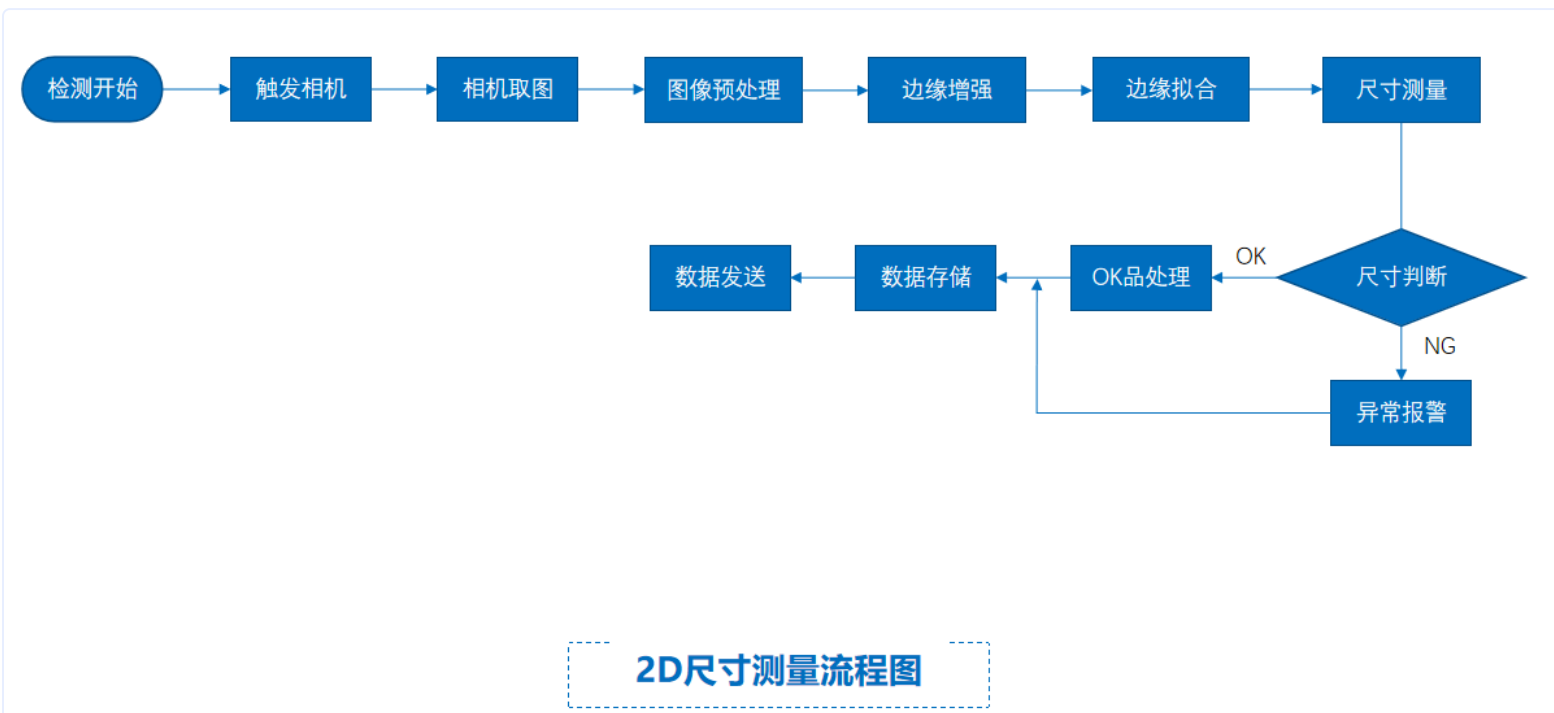 检测开始
触发相机
相机取图
图像预处理
边缘增强
边缘拟合
尺寸测量
数据发送
数据存储
OK品处理
OK
尺寸判断
NG
异常报警
2D尺寸测量流程图